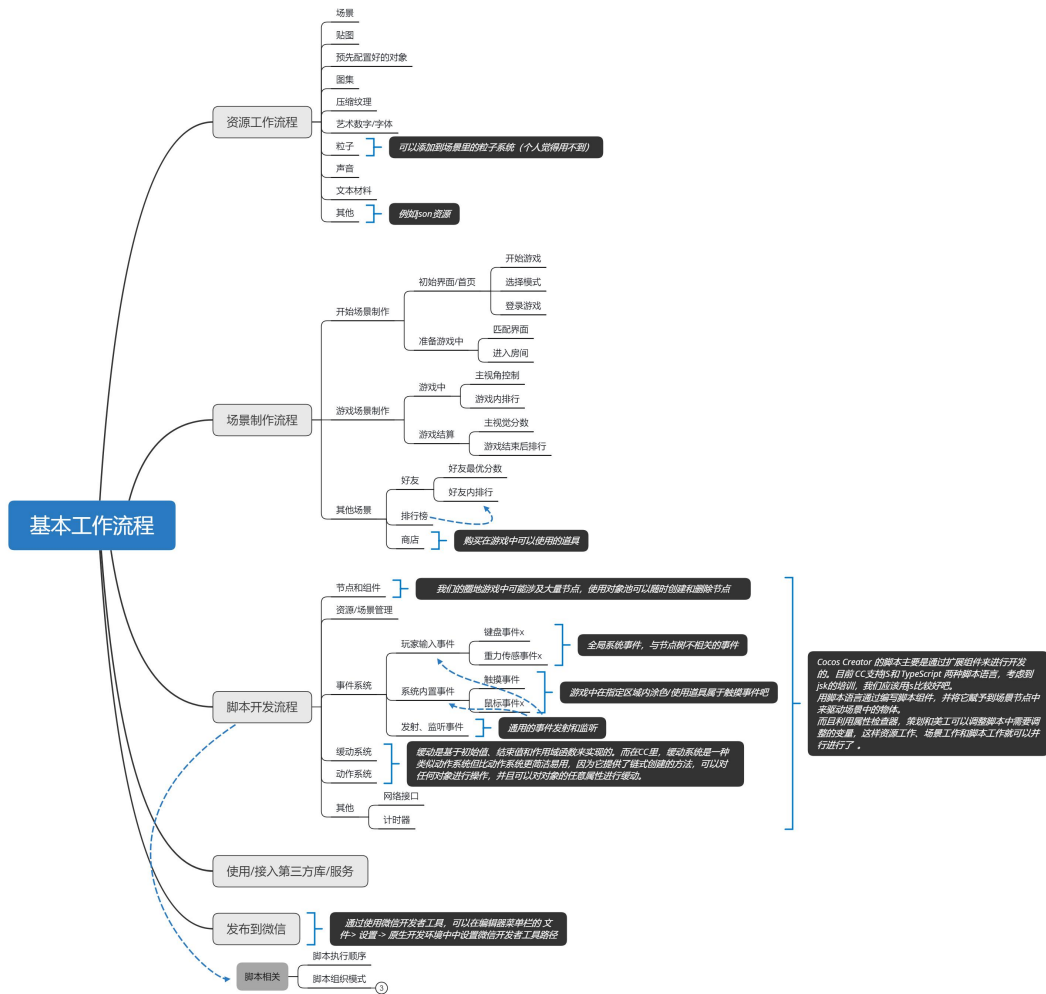 基本工作流程
资源工作流程
场景
贴图
预先配置好的对象
图集
压缩纹理
艺术数字/字体
粒子
可以添加到场景里的粒子系统（个人觉得用不到）
声音
文本材料
其他
例如json资源
场景制作流程
开始场景制作
初始界面/首页
开始游戏
选择模式
登录游戏
准备游戏中
匹配界面
进入房间
游戏场景制作
游戏中
主视角控制
游戏内排行
游戏结算
主视觉分数
游戏结束后排行
其他场景
好友
好友最优分数
好友内排行
排行榜
商店
购买在游戏中可以使用的道具
脚本开发流程
节点和组件
我们的圈地游戏中可能涉及大量节点，使用对象池可以随时创建和删除节点
资源/场景管理
事件系统
玩家输入事件
键盘事件x
重力传感事件x
全局系统事件，与节点树不相关的事件
系统内置事件
触摸事件
鼠标事件x
游戏中在指定区域内涂色/使用道具属于触摸事件吧
发射、监听事件
通用的事件发射和监听
缓动系统
动作系统
缓动是基于初始值、结束值和作用域函数来实现的。而在CC里，缓动系统是一种
类似动作系统但比动作系统更简洁易用，因为它提供了链式创建的方法，可以对
任何对象进行操作，并且可以对对象的任意属性进行缓动。
其他
网络接口
计时器
Cocos Creator 的脚本主要是通过扩展组件来进行开发
的。目前 CC支持JS和 TypeScript 两种脚本语言，考虑到
jsk的培训，我们应该用js比较好吧。
用脚本语言通过编写脚本组件，并将它赋予到场景节点中
来驱动场景中的物体。
而且利用属性检查器，策划和美工可以调整脚本中需要调
整的变量，这样资源工作、场景工作和脚本工作就可以并
行进行了 。
使用/接入第三方库/服务
发布到微信
通过使用微信开发者工具，可以在编辑器菜单栏的 文
件 > 设置 -> 原生开发环境中中设置微信开发者工具路径
脚本相关
脚本执行顺序
脚本组织模式
3